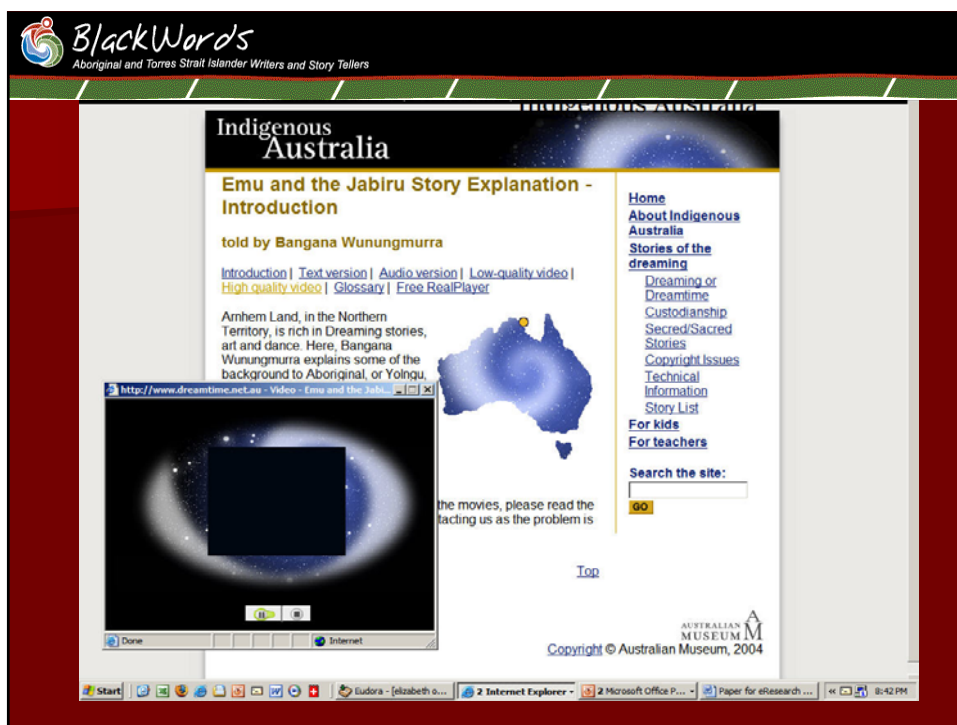 BlackWords
Aboriginal and Torres Strait Islander Writers and Story Tellers
Indigenous Australia
Indigenous
Australia
Emu and the Jabiru Story Explanation -
Introduction
told by Bangana Wunungmurra
Introduction | Text version | Audio version | Low-quality video |
High quality video | Glossary | Free RealPlayer
Arnhem Land, in the Northern
Territory, is rich in Dreaming stories,
art and dance. Here, Bangana
Wunungmurra explains some of the
background to Aboriginal, or Yolngu,
the movies, please read the
tacting us as the problem is
Top
Home
About Indigenous
Australia
Stories of the
dreaming
Dreaming or
Dreamtime
Custodianship
Secred/Sacred
Stories
Copyright Issues
Technical
Information
Story List
For kids
For teachers
Search the site:
GO
http://www.dreamtime.net.au - Video - Emu and the Jabi...
Done
Internet
AUSTRALIAN
MUSEUM
AM
Copyright © Australian Museum, 2004
Start
Eudora - [elizabeth o...
2 Internet Explorer
2 Microsoft Office P...
Paper for eResearch ...
8:42 PM